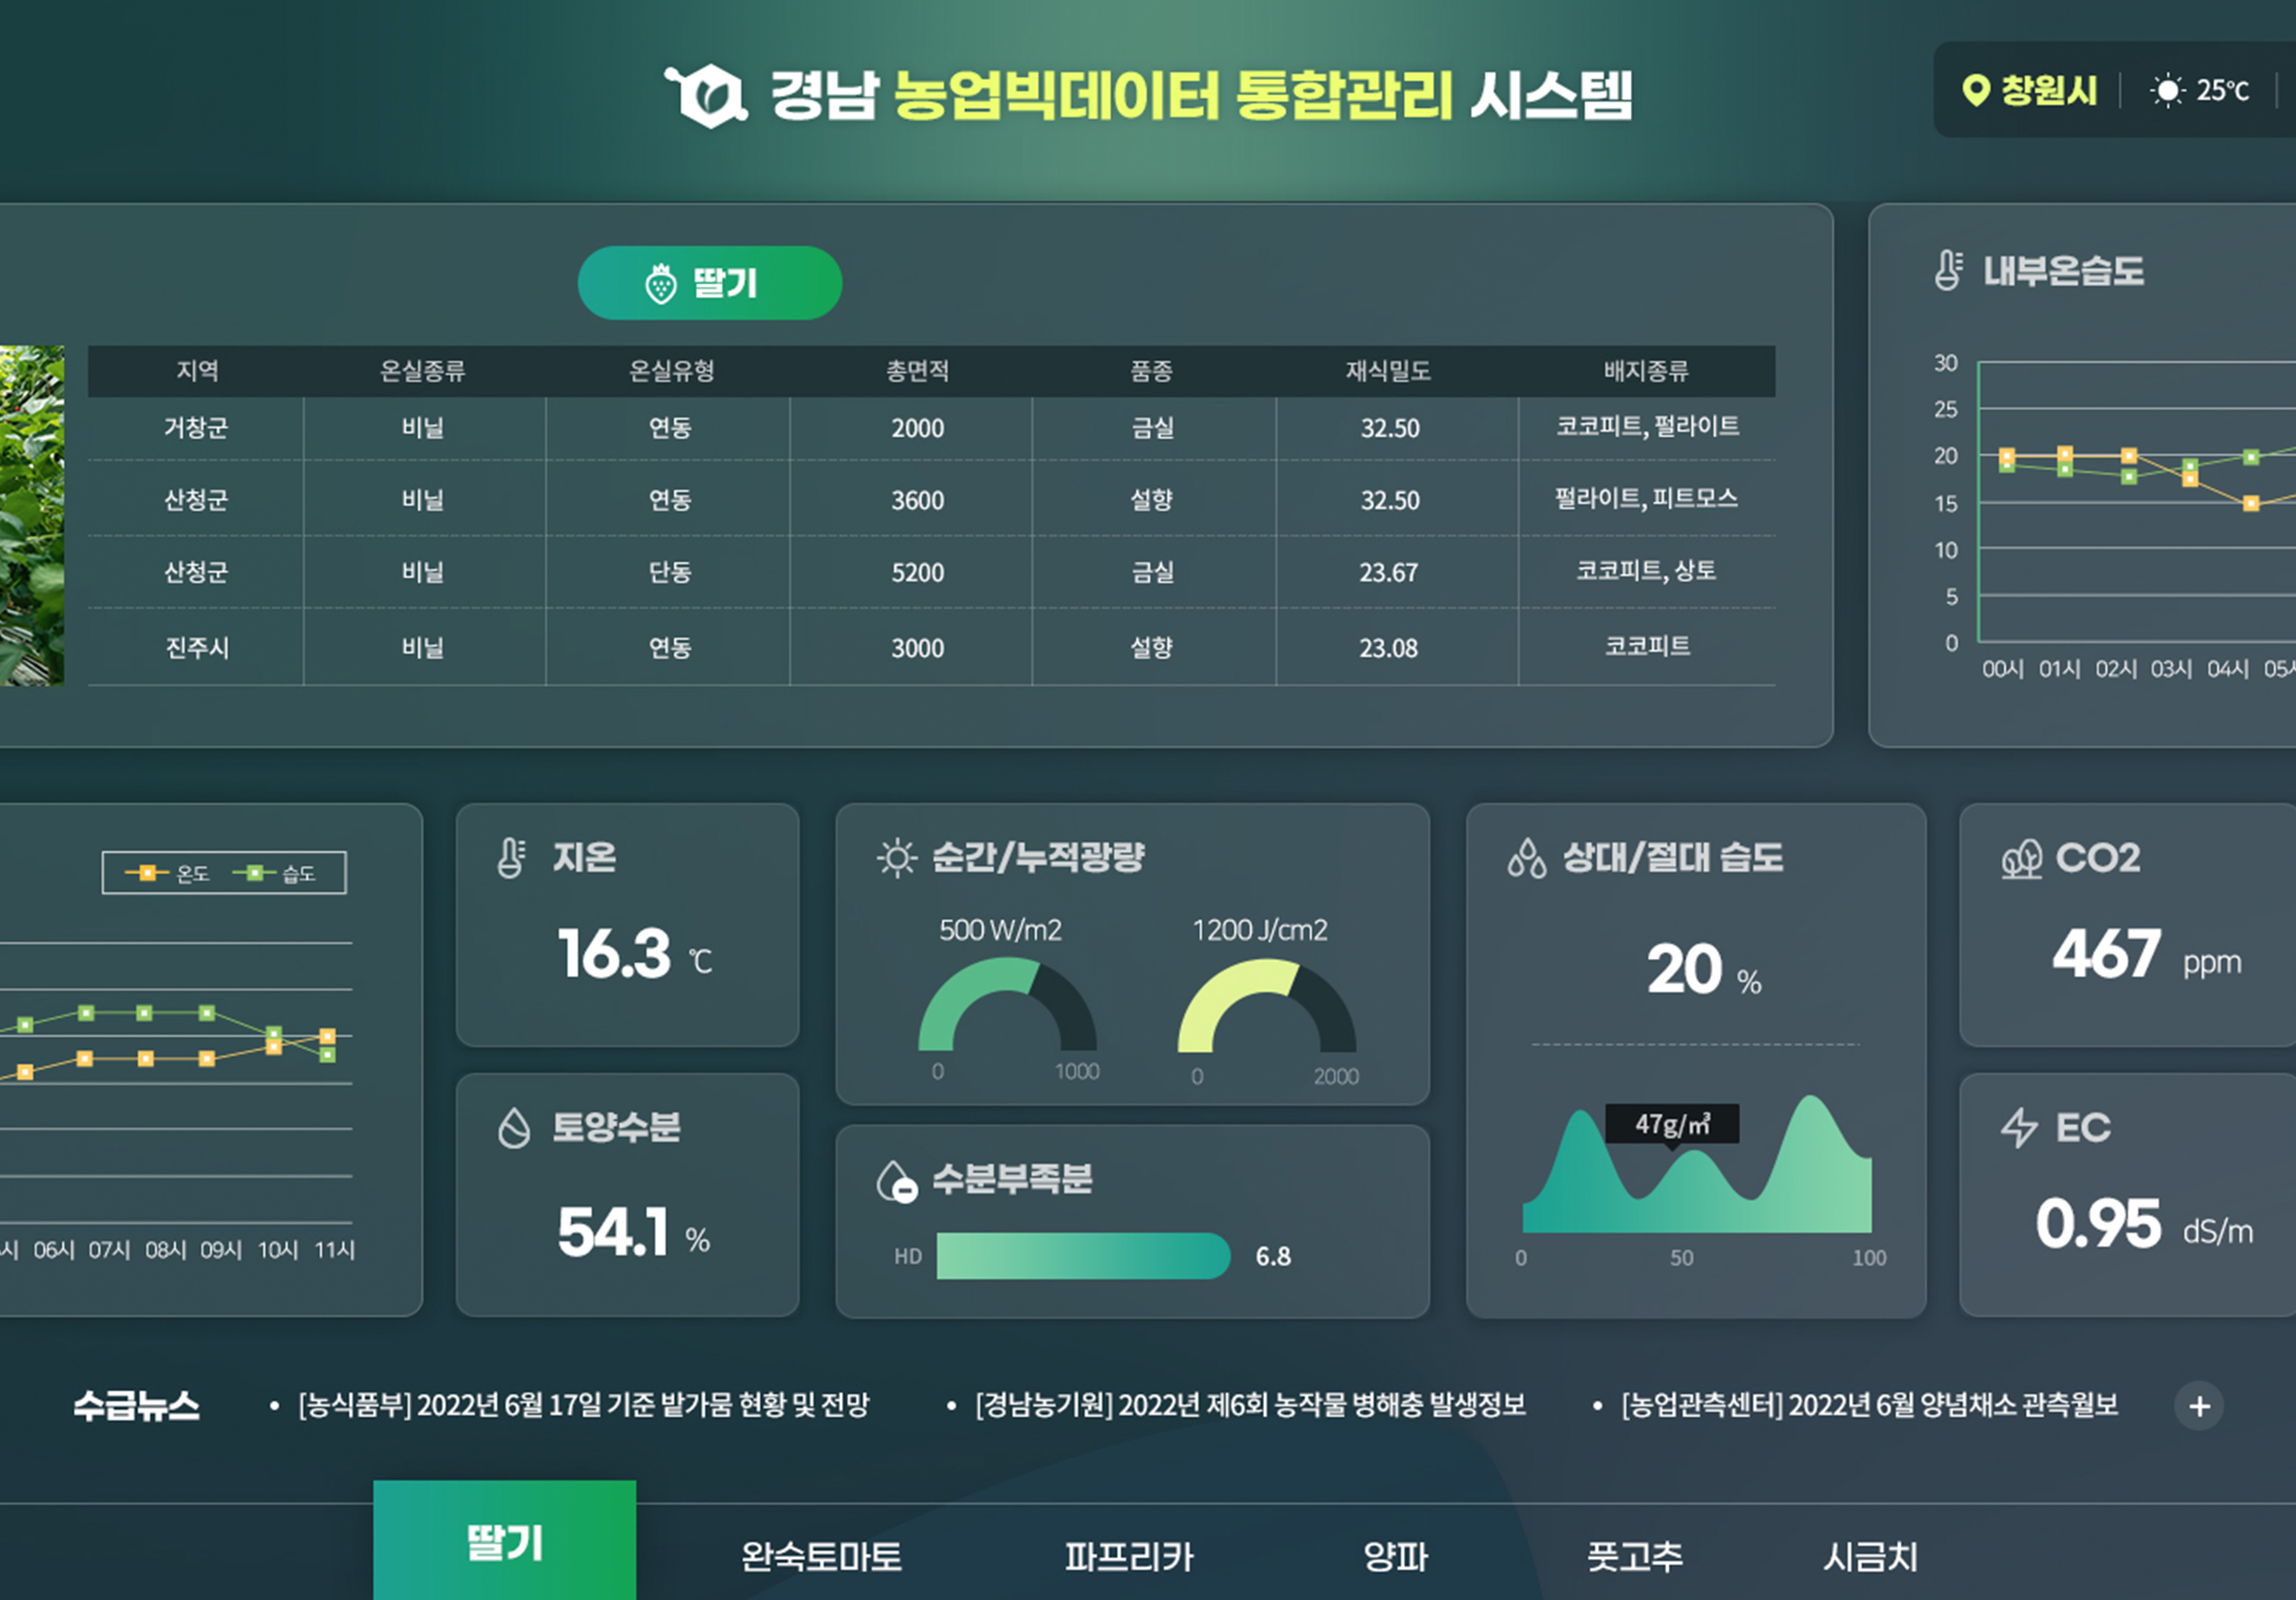 경남 농업빅데이터 통합관리 시스템
창원시 25℃
딸기
지역 온실종류 온실유형 총면적 품종 재식밀도 배지종류
거창군 비닐 연동 2000 금실 32.50 코코피트, 펄라이트
산청군 비닐 연동 3600 설향 32.50 펄라이트, 피트모스
산청군 비닐 단동 5200 금실 23.67 코코피트, 상토
진주시 비닐 연동 3000 설향 23.08 코코피트
내부온습도
30
25
20
15
10
5
0
00시 01시 02시 03시 04시
온도 습도
06시 07시 08시 09시 10시 11시
지온
16.3 ℃
토양수분
54.1 %
순간/누적광량
500 W/m2 1200 J/cm2
0 1000 0 2000
수분부족분
HD 6.8
상대/절대 습도
20 %
47g/㎥
0 50 100
CO2
467 ppm
EC
0.95 dS/m
수급뉴스 • [농식품부] 2022년 6월 17일 기준 밭가뭄 현황 및 전망 • [경남농기원] 2022년 제6회 농작물 병해충 발생정보 • [농업관측센터] 2022년 6월 양념채소 관측월보 +
딸기 완숙토마토 파프리카 양파 풋고추 시금치